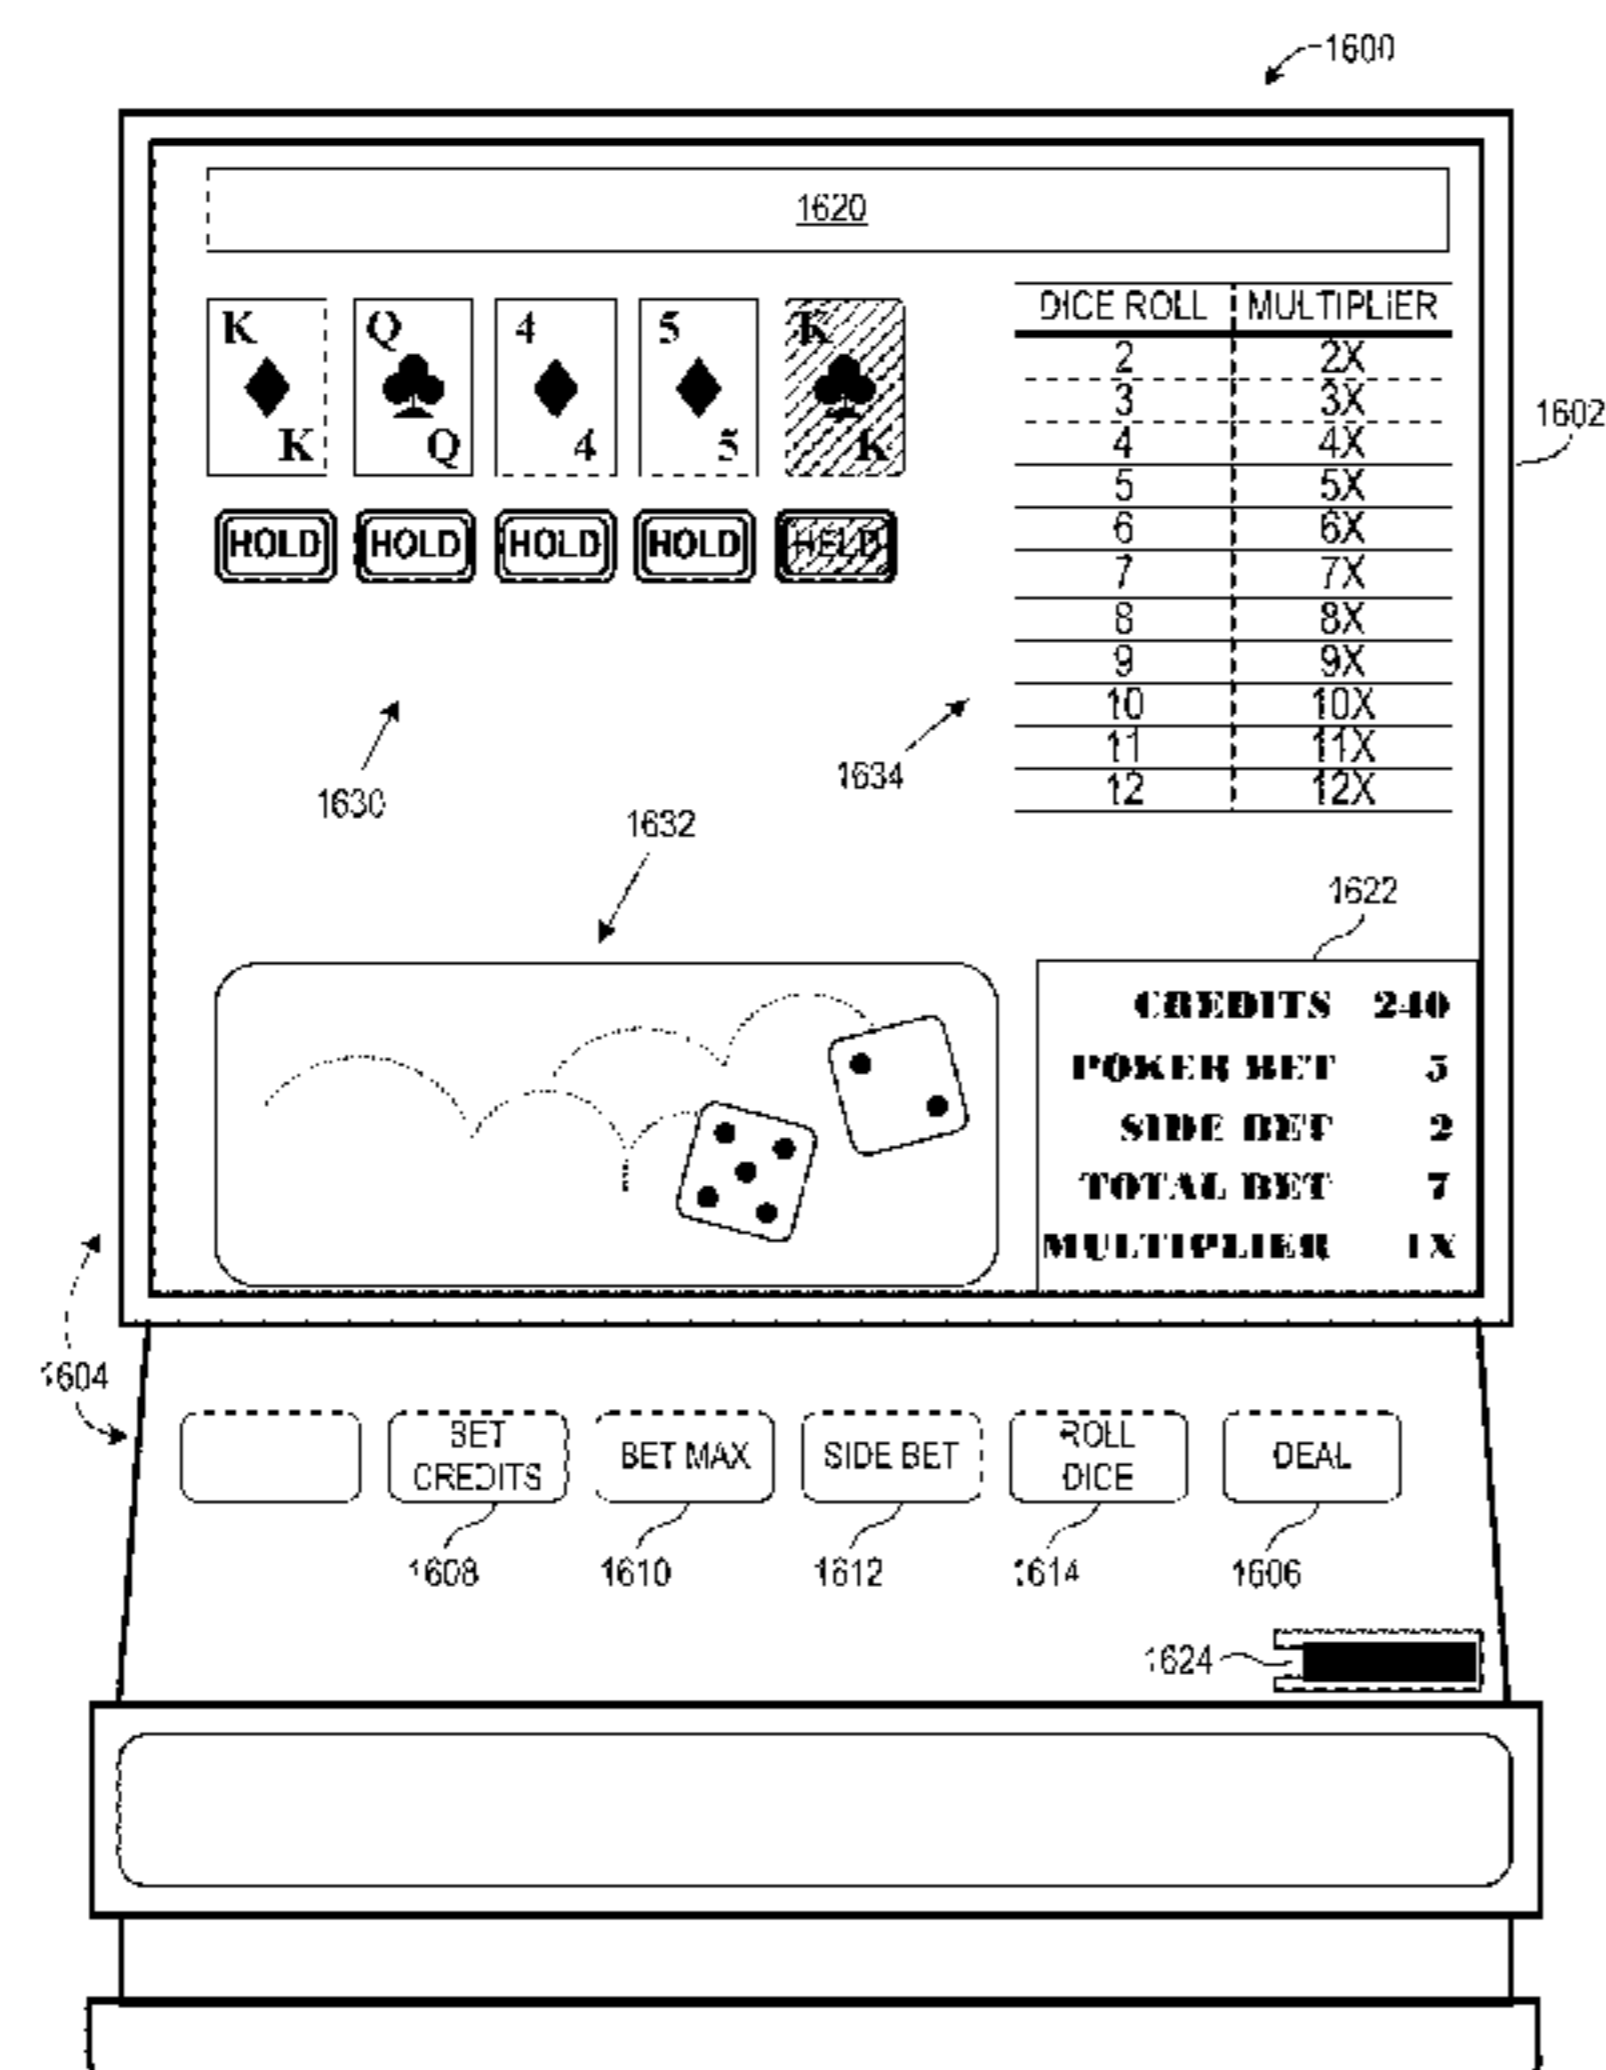 1600
1620
K Q 4 5 K
K Q 4 5 K
HOLD HOLD HOLD HOLD HELD
DICE ROLL MULTIPLIER
2 2X
3 3X
4 4X
5 5X
6 6X
7 7X
8 8X
9 9X
10 10X
11 11X
12 12X
1602
1630
1634
1632
1622
CREDITS 240
POKER BET 5
SIDE BET 2
TOTAL BET 7
MULTIPLIER 1X
1604
BET
CREDITS
BET MAX
SIDE BET
ROLL
DICE
DEAL
1608
1610
1612
1614
1606
1624